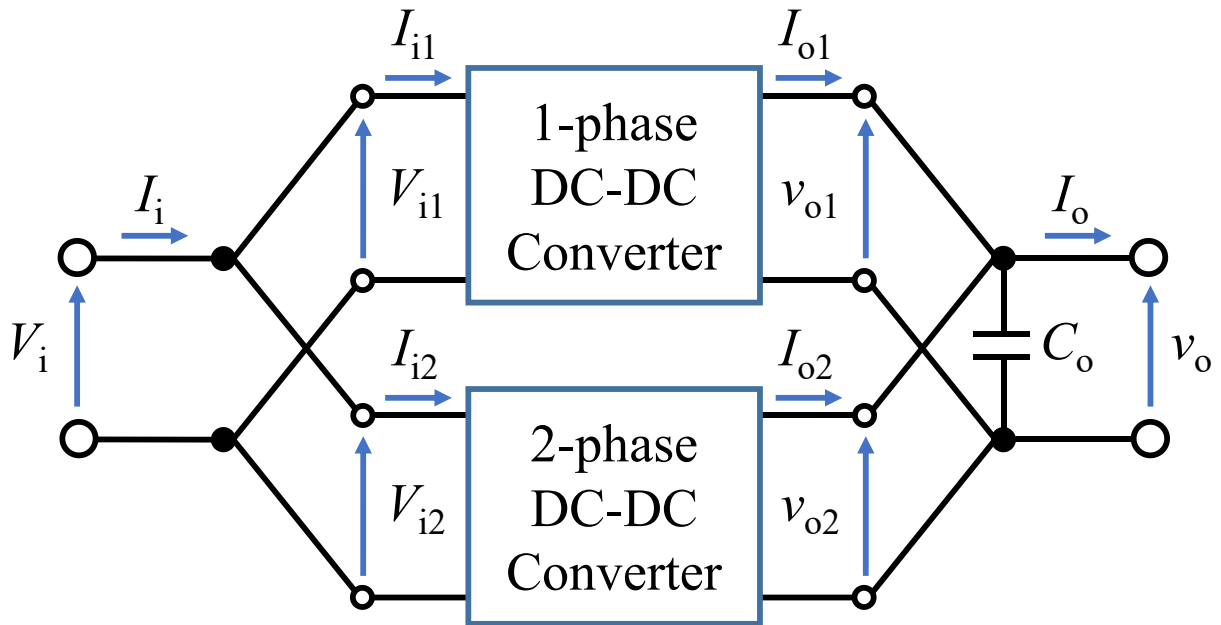 I_i1
I_o1
1-phase
DC-DC
Converter
V_i1
v_o1
I_i
I_o
V_i
C_o
v_o
I_i2
I_o2
2-phase
DC-DC
Converter
V_i2
v_o2